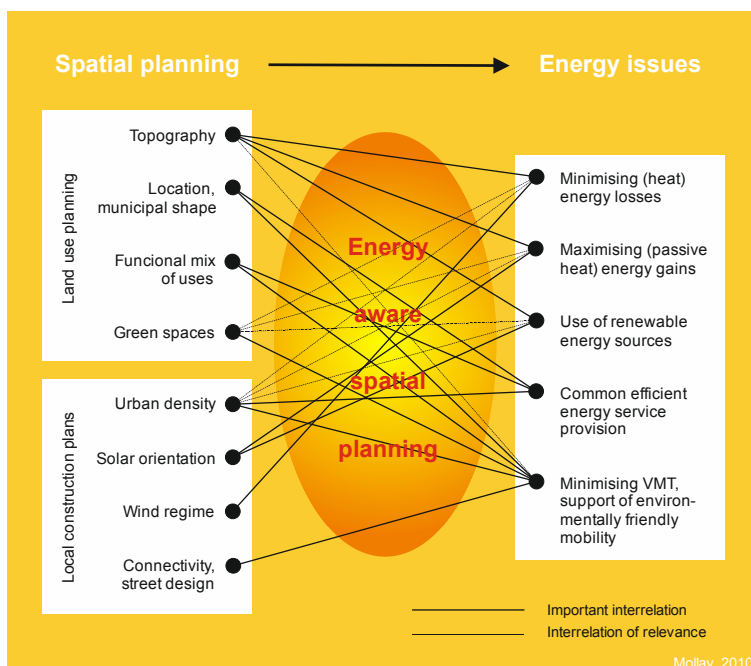 Spatial planning
Energy issues
Land use planning
Topography
Location,
municipal shape
Funcional mix
of uses
Green spaces
Local construction plans
Urban density
Solar orientation
Wind regime
Connectivity,
street design
Energy
aware
spatial
planning
Minimising (heat)
energy losses
Maximising (passive
heat) energy gains
Use of renewable
energy sources
Common efficient
energy service
provision
Minimising VMT,
support of environ-
mentally friendly
mobility
Important interrelation
Interrelation of relevance
Mollay, 2010